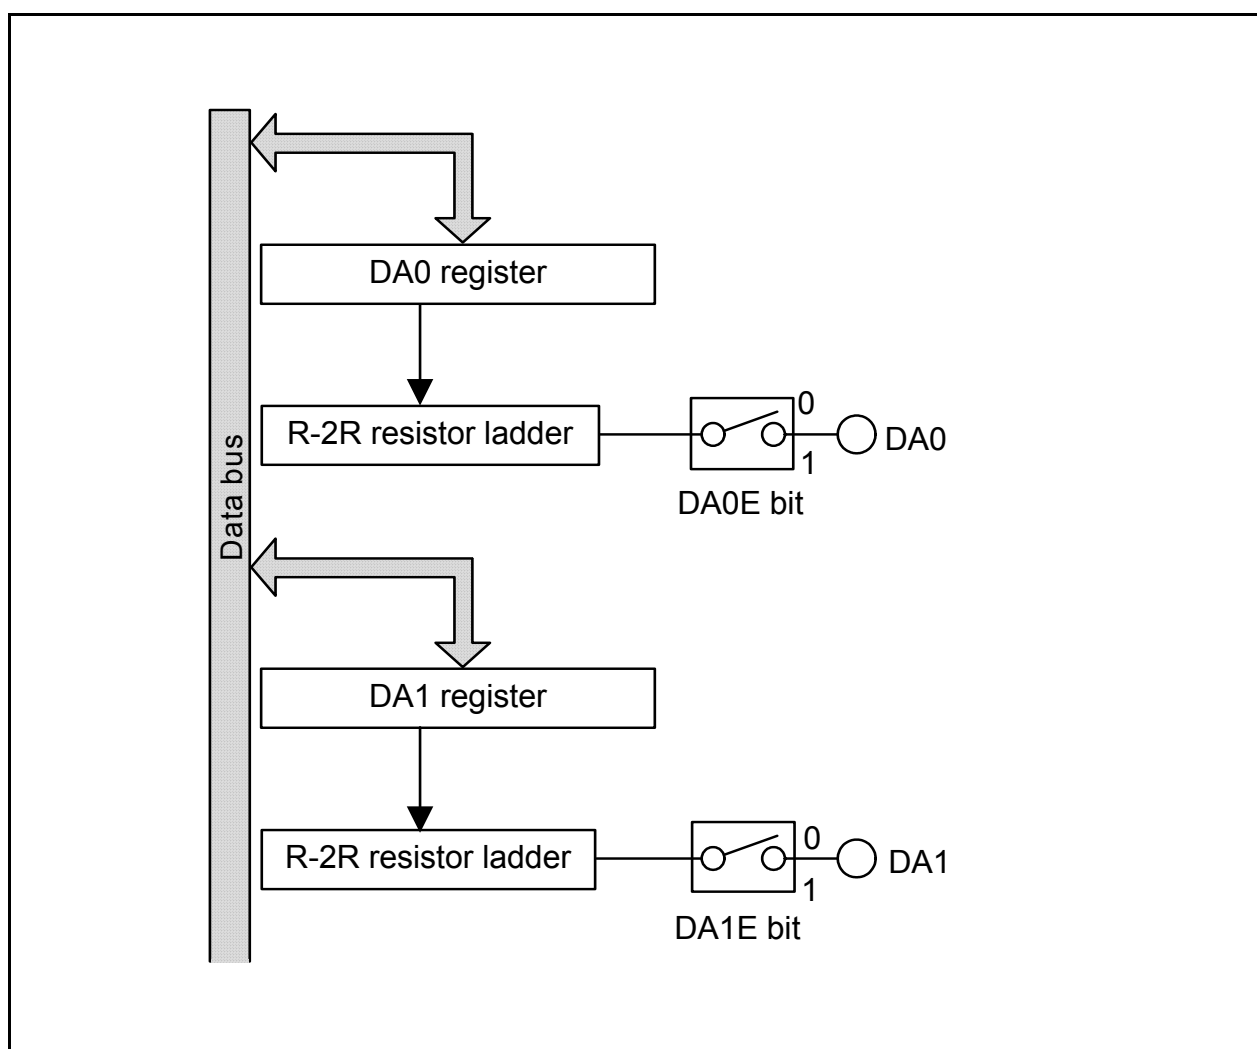 Data bus
DA0 register
R-2R resistor ladder
0
1
DA0
DA0E bit
DA1 register
R-2R resistor ladder
0
1
DA1
DA1E bit